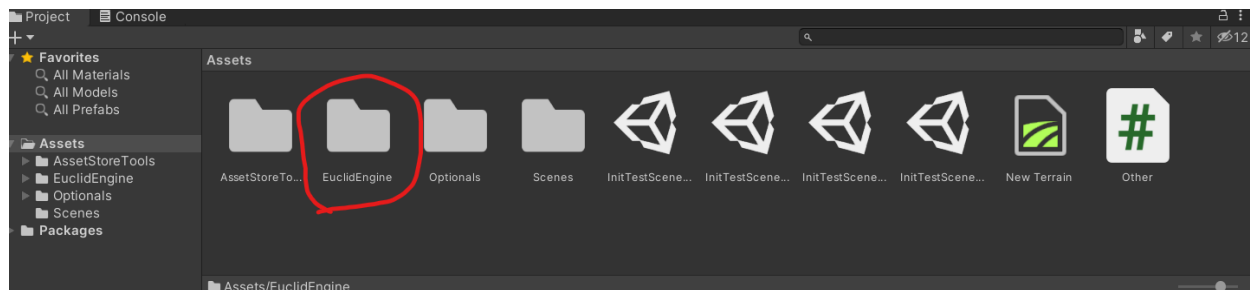 Project Console
12
Favorites
All Materials
All Models
All Prefabs
Assets
AssetStoreTools
EuclidEngine
Optionals
Scenes
Packages
Assets
AssetStoreTo...
EuclidEngine
Optionals
Scenes
InitTestScene...
InitTestScene...
InitTestScene...
InitTestScene...
New Terrain
#
Other
Assets/EuclidEngine